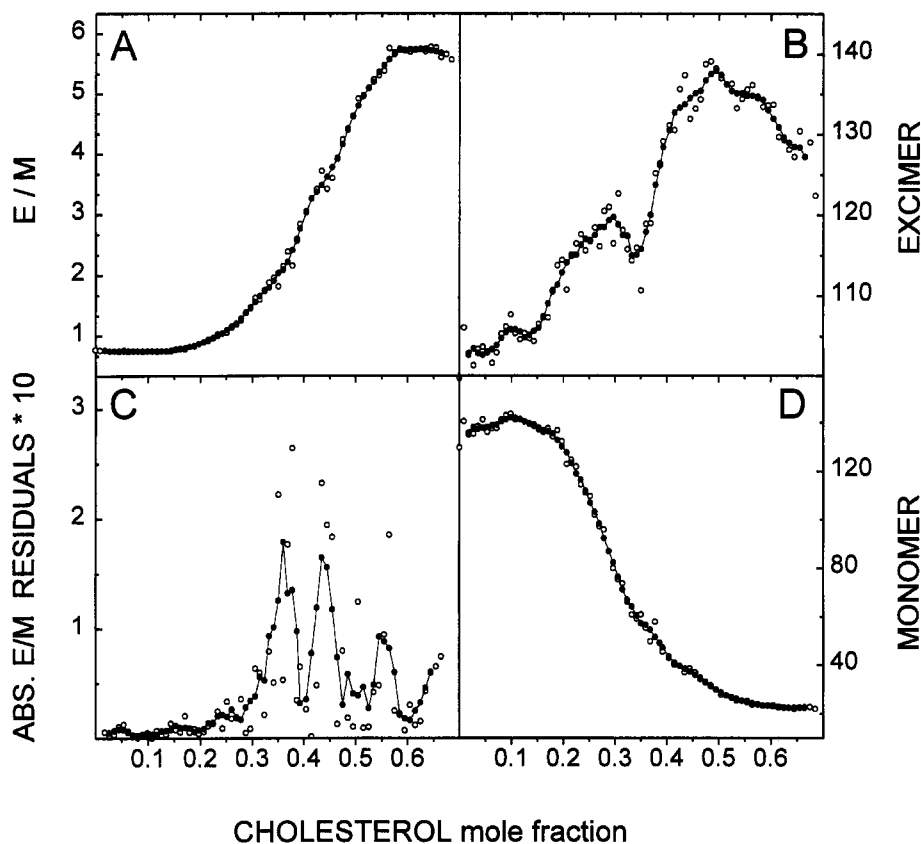 A
B
6
5
4
3
2
1
E / M
140
130
120
110
EXCIMER
C
D
3
2
1
ABS. E/M RESIDUALS * 10
120
80
40
MONOMER
0.1 0.2 0.3 0.4 0.5 0.6
0.1 0.2 0.3 0.4 0.5 0.6
CHOLESTEROL mole fraction